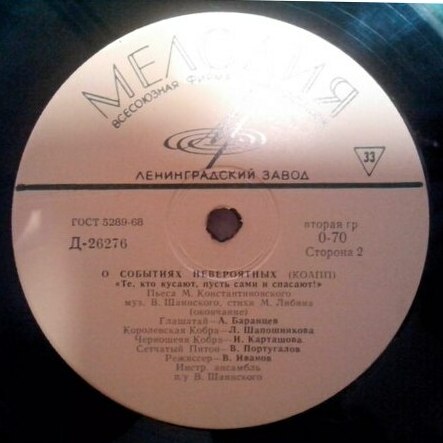 МЕЛОДИЯ
ВСЕСОЮЗНАЯ ФИРМА
ЛЕНИНГРАДСКИЙ ЗАВОД
33
ГОСТ 5289-68
Д-26276
вторая гр
0-70
Сторона 2
О СОБЫТИЯХ НЕВЕРОЯТНЫХ (КОАПП)
«Те, кто кусают, пусть сами и спасают!»
Пьеса М. Константиновского
муз. В. Шаинского, стихи М. Лябина
(окончание)
Глашатай—А. Баранцев
Королевская Кобра—Л. Шапошникова
Черношеяя Кобра—И. Карташова
Сетчатый Питон—В. Португалов
Режиссер—В. Иванов
Инстр. ансамбль
п/у В. Шаинского